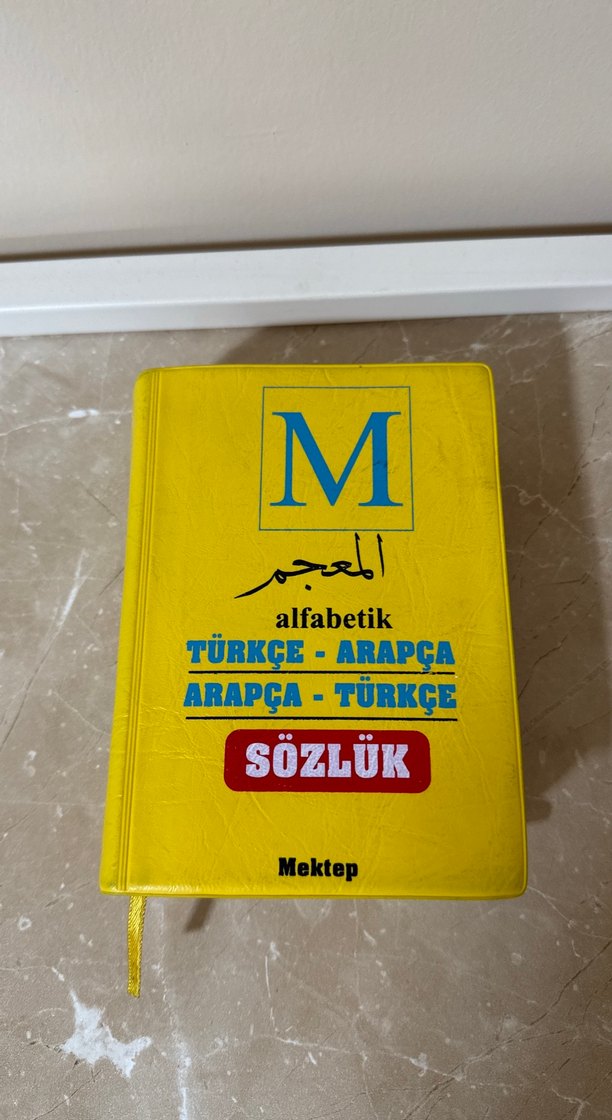 M
المعجم
alfabetik
TÜRKÇE - ARAPÇA
ARAPÇA - TÜRKÇE
SÖZLÜK
Mektep